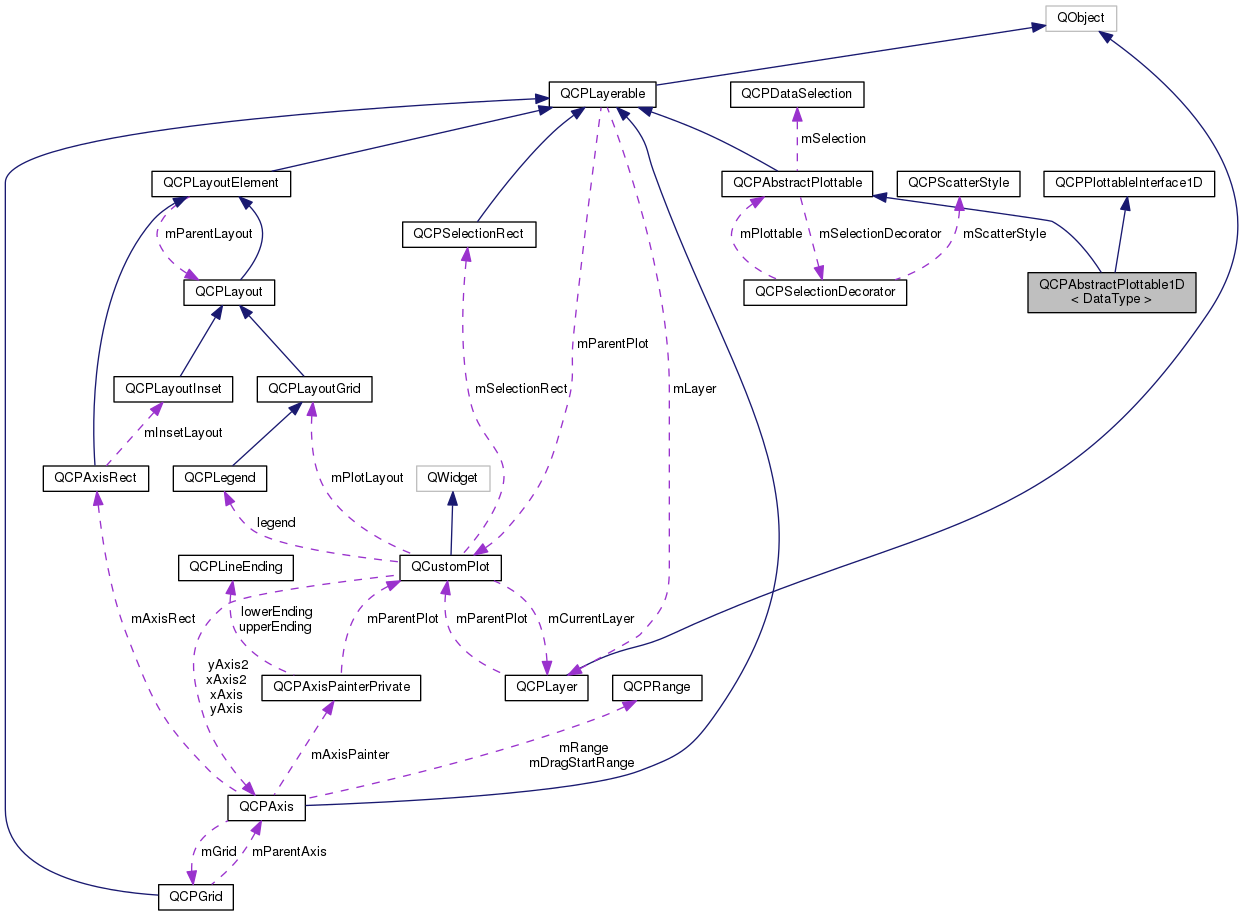 QObject
QCPLayerable
QCPDataSelection
mSelection
QCPLayoutElement
QCPAbstractPlottable
QCPScatterStyle
QCPPlottableInterface1D
mParentLayout
QCPSelectionRect
mPlottable
mSelectionDecorator
mScatterStyle
QCPLayout
QCPSelectionDecorator
QCPAbstractPlottable1D
< DataType >
mParentPlot
QCPLayoutInset
QCPLayoutGrid
mSelectionRect
mLayer
mInsetLayout
QCPAxisRect
QCPLegend
mPlotLayout
QWidget
legend
QCPLineEnding
QCustomPlot
mAxisRect
lowerEnding
upperEnding
mParentPlot
mParentPlot
mCurrentLayer
yAxis2
xAxis2
xAxis
yAxis
QCPAxisPainterPrivate
QCPLayer
QCPRange
mAxisPainter
mRange
mDragStartRange
QCPAxis
mGrid
mParentAxis
QCPGrid